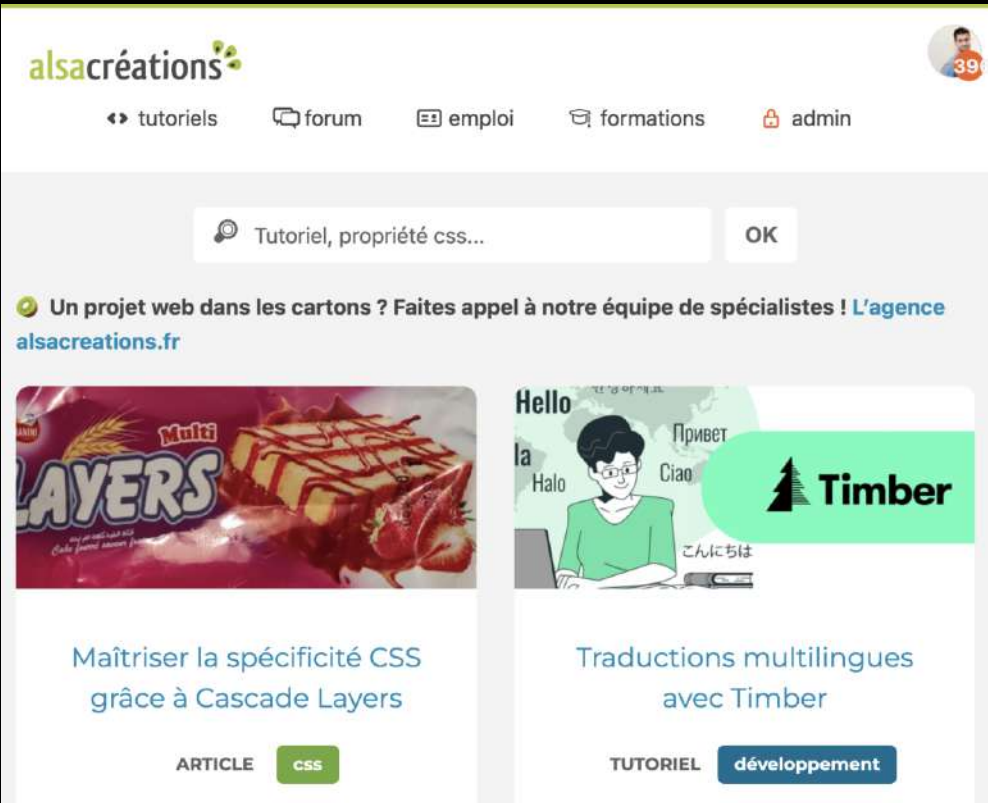 alsacréations
396
tutoriels
forum
emploi
formations
admin
Tutoriel, propriété css...
OK
Un projet web dans les cartons ? Faites appel à notre équipe de spécialistes ! L'agence
alsacreations.fr
Multi
LAYERS
Hello
Привет
la
Halo
Ciao
Timber
こんにちは
Maîtriser la spécificité CSS
grâce à Cascade Layers
Traductions multilingues
avec Timber
ARTICLE
css
TUTORIEL
développement